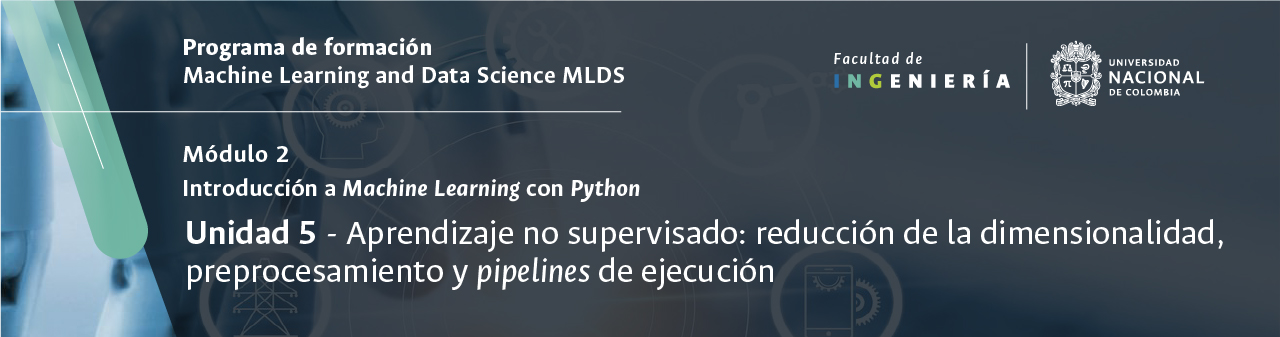 Programa de formación
Machine Learning and Data Science MLDS
Facultad de
INGENIERÍA
UNIVERSIDAD
NACIONAL
DE COLOMBIA
Módulo 2
Introducción a Machine Learning con Python
Unidad 5 - Aprendizaje no supervisado: reducción de la dimensionalidad,
preprocesamiento y pipelines de ejecución